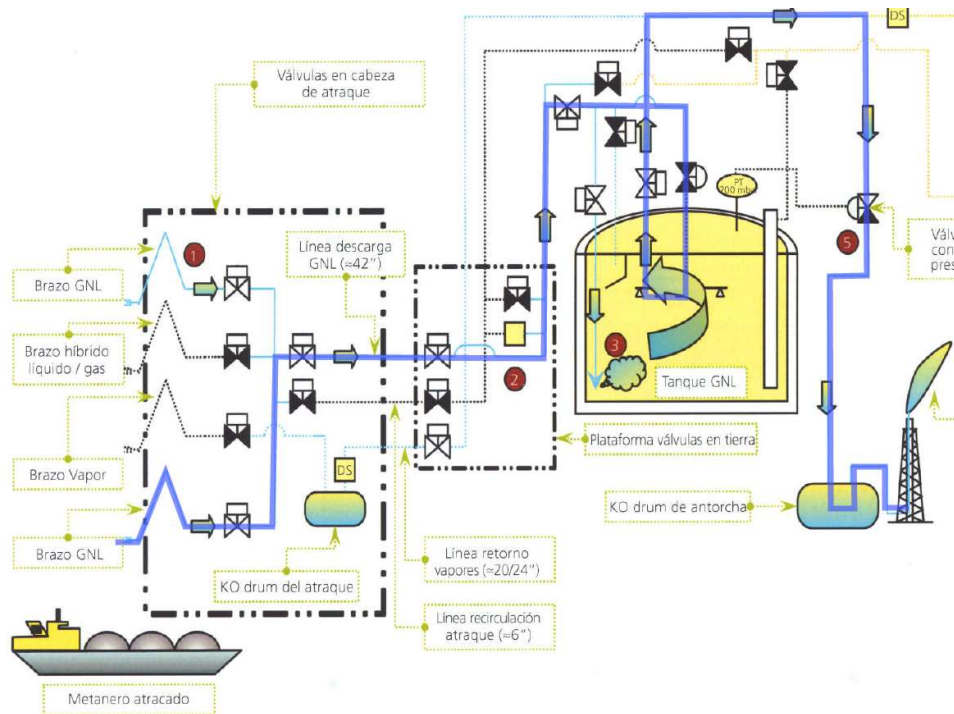 DS
Válvulas en cabeza
de atraque
PT
200 mba
Línea descarga
GNL (≈42")
1
Brazo GNL
5
Válv
con
pres
Brazo híbrido
líquido / gas
2
3
Tanque GNL
Brazo Vapor
Plataforma válvulas en tierra
DS
KO drum de antorcha
Brazo GNL
KO drum del atraque
Línea retorno
vapores (≈20/24")
Línea recirculación
atraque (≈6")
Metanero atracado